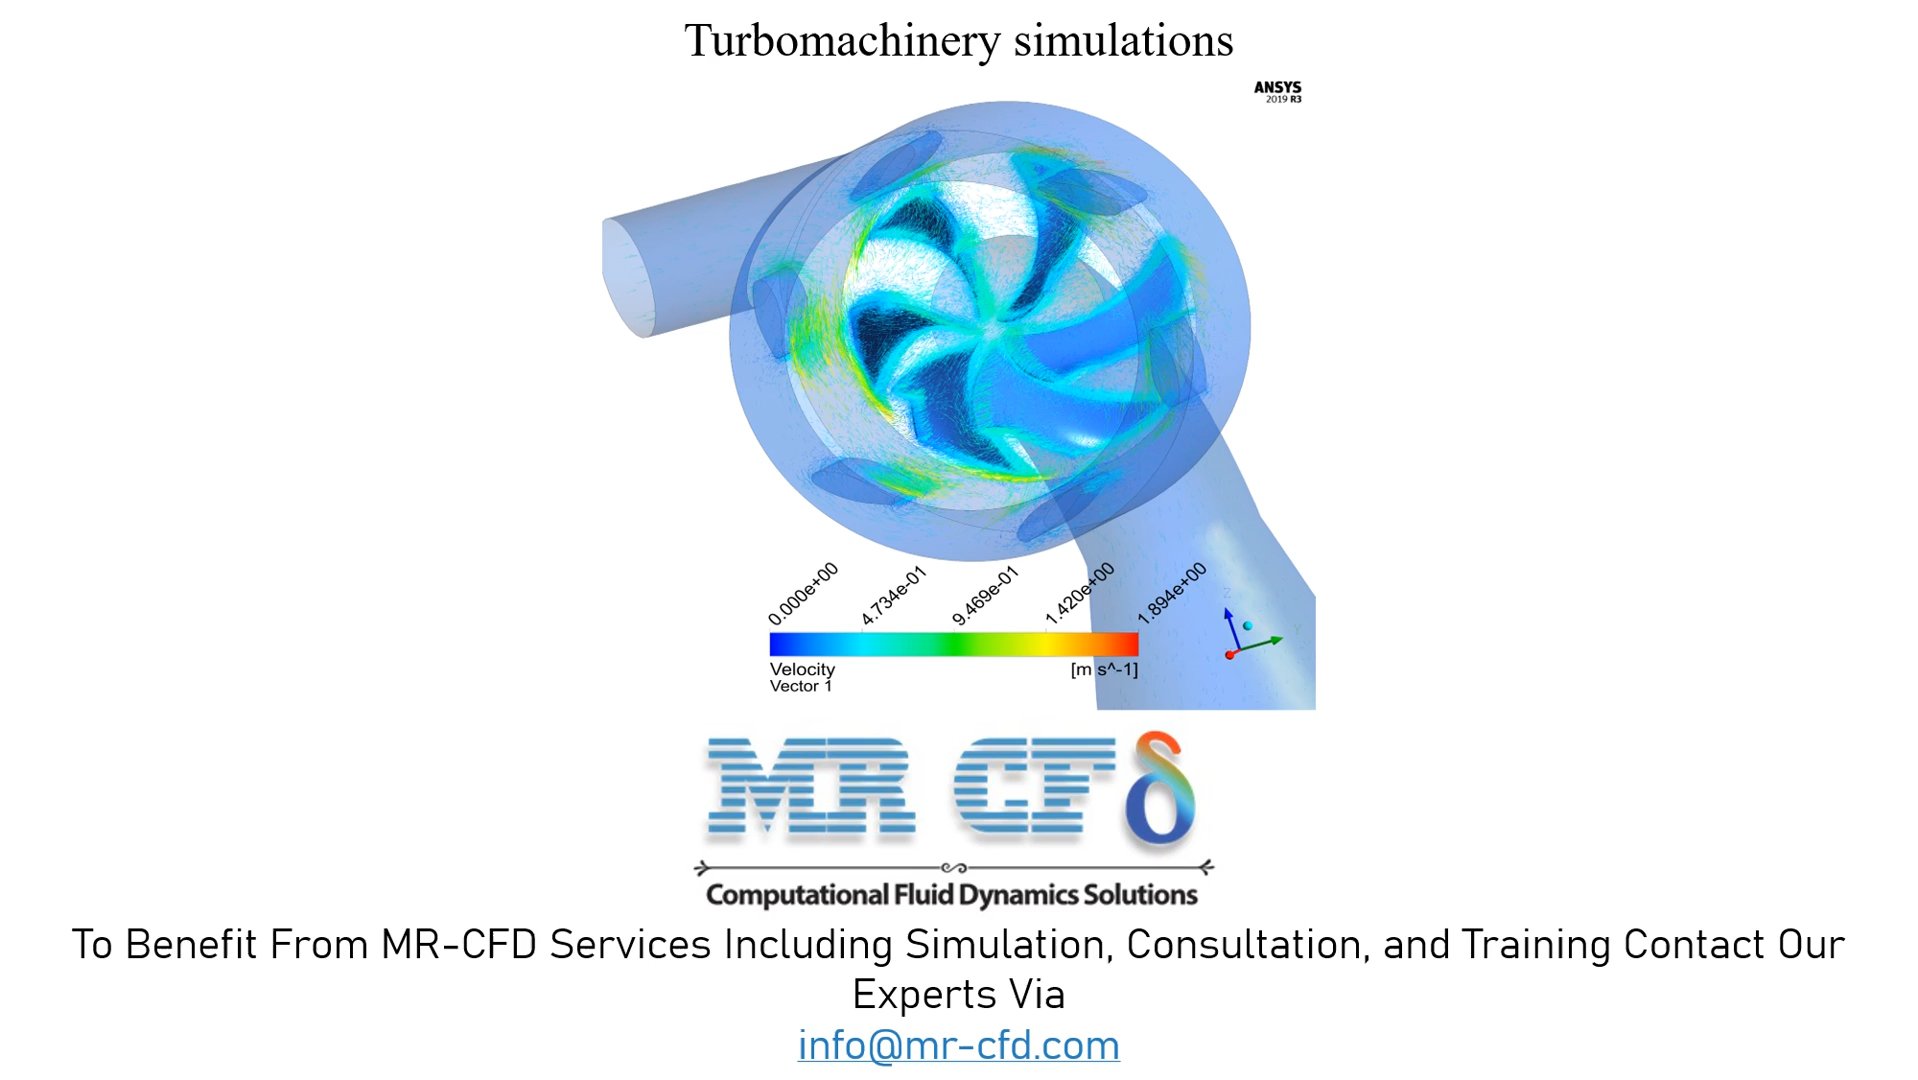 Turbomachinery simulations
ANSYS
2019 R3
0.000e+00
4.734e-01
9.469e-01
1.420e+00
1.894e+00
Velocity
[m s^-1]
Vector 1
Z
Y
MR CFδ
Computational Fluid Dynamics Solutions
To Benefit From MR-CFD Services Including Simulation, Consultation, and Training Contact Our
Experts Via
info@mr-cfd.com